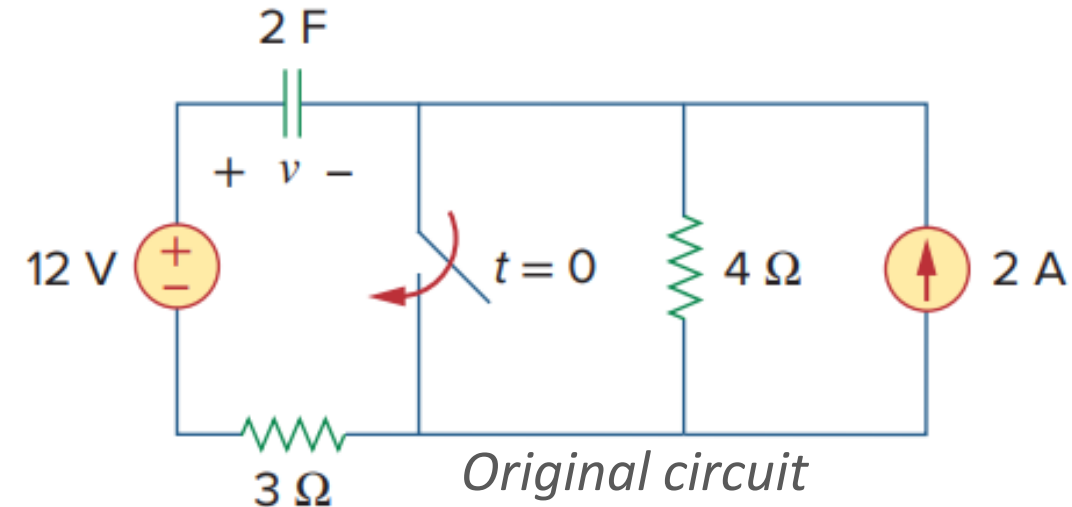 2 F
+ v −
12 V
+
−
t = 0
4 Ω
2 A
3 Ω
Original circuit